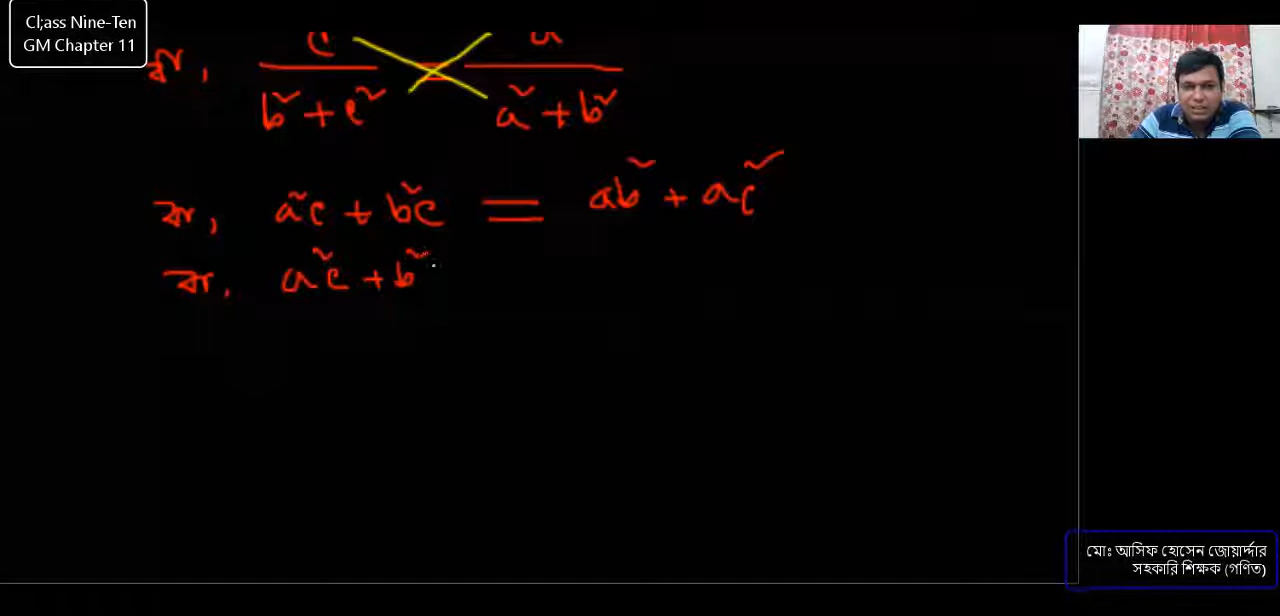 Cl;ass Nine-Ten
GM Chapter 11
বা, c / (b² + c²) = a / (a² + b²)
বা, a²c + b²c = ab² + ac²
বা, a²c + b²
মোঃ আসিফ হোসেন জোয়ার্দ্দার
সহকারি শিক্ষক (গণিত)